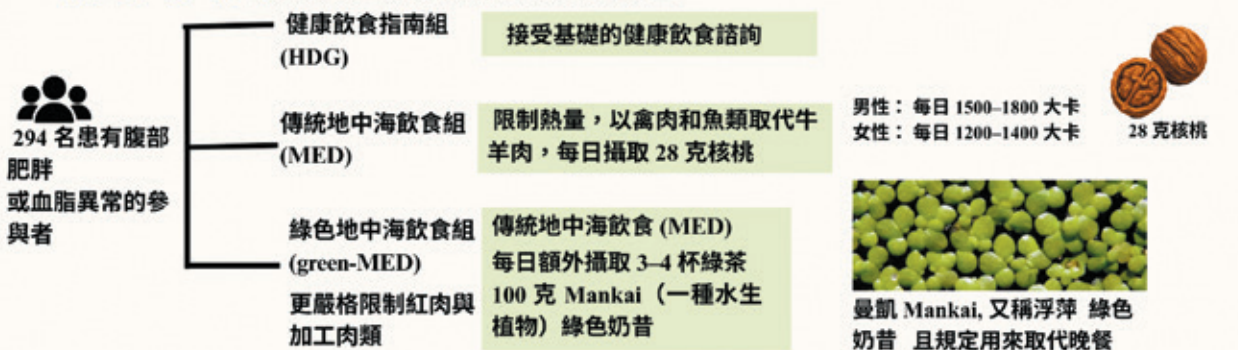 294 名患有腹部
肥胖
或血脂異常的參
與者
健康飲食指南組
(HDG)
接受基礎的健康飲食諮詢
傳統地中海飲食組
(MED)
限制熱量，以禽肉和魚類取代牛
羊肉，每日攝取 28 克核桃
男性： 每日 1500–1800 大卡
女性： 每日 1200–1400 大卡
28 克核桃
綠色地中海飲食組
(green-MED)
更嚴格限制紅肉與
加工肉類
傳統地中海飲食 (MED)
每日額外攝取 3–4 杯綠茶
100 克 Mankai（一種水生
植物）綠色奶昔
曼凱 Mankai, 又稱浮萍 綠色
奶昔 且規定用來取代晚餐